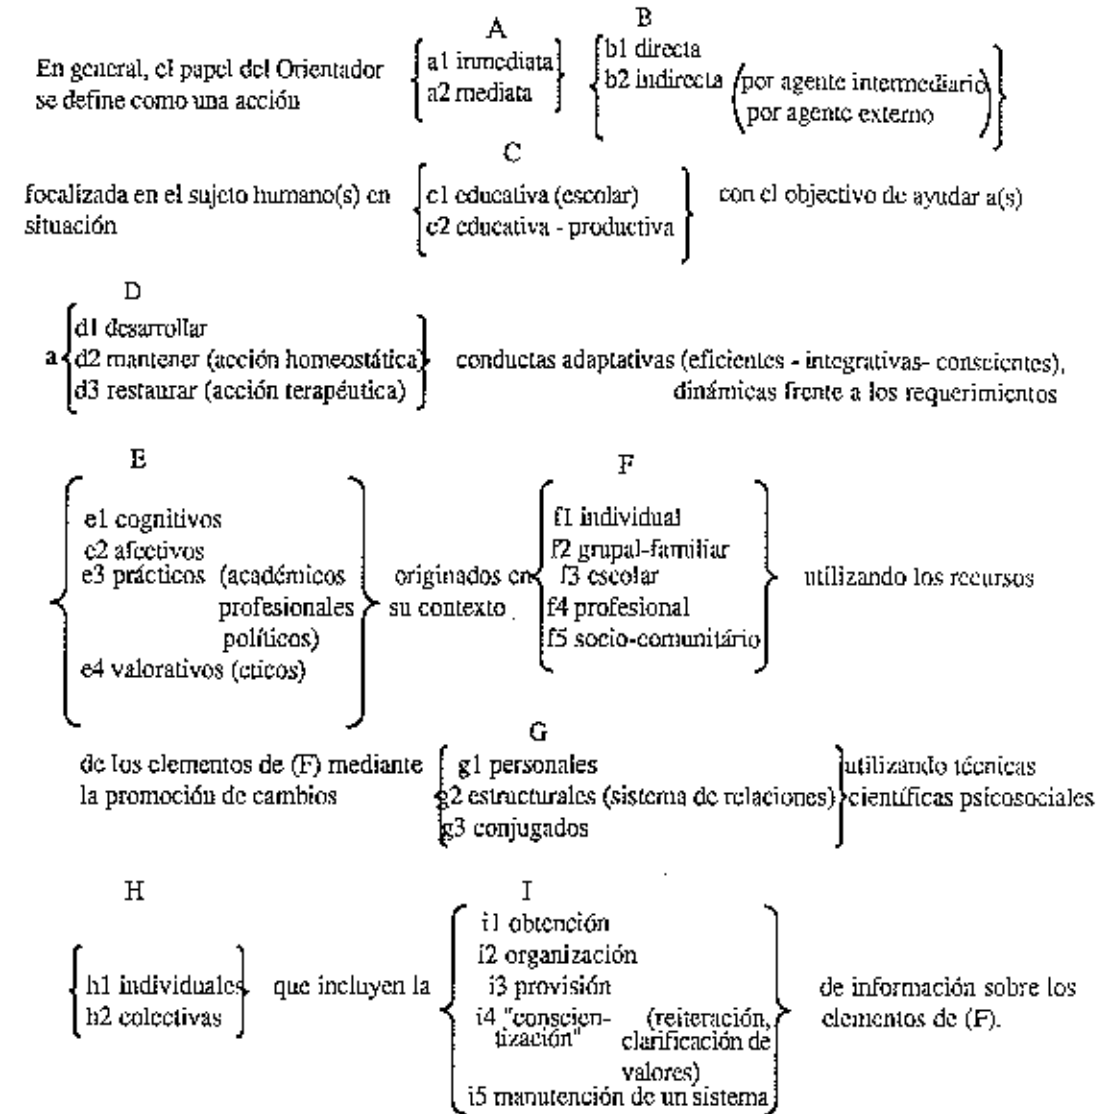 A
B
En general, el papel del Orientador
se define como una acción
a1 inmediata
a2 mediata
b1 directa
b2 indirecta (por agente intermediario
por agente externo)
C
focalizada en el sujeto humano(s) en
situación
c1 educativa (escolar)
c2 educativa - productiva
con el objectivo de ayudar a(s)
D
a
d1 desarrollar
d2 mantener (acción homeostática)
d3 restaurar (acción terapéutica)
conductas adaptativas (eficientes - integrativas- conscientes),
dinámicas frente a los requerimientos
E
e1 cognitivos
e2 afectivos
e3 prácticos (académicos
profesionales
políticos)
e4 valorativos (eticos)
originados en
su contexto
F
f1 individual
f2 grupal-familiar
f3 escolar
f4 profesional
f5 socio-comunitário
utilizando los recursos
de los elementos de (F) mediante
la promoción de cambios
G
g1 personales
g2 estructurales (sistema de relaciones)
g3 conjugados
utilizando técnicas
científicas psicosociales
H
h1 individuales
h2 colectivas
que incluyen la
I
i1 obtención
i2 organización
i3 provisión
i4 "conscien- (reiteración,
tización" clarificación de
valores)
i5 manutención de un sistema
de información sobre los
elementos de (F).